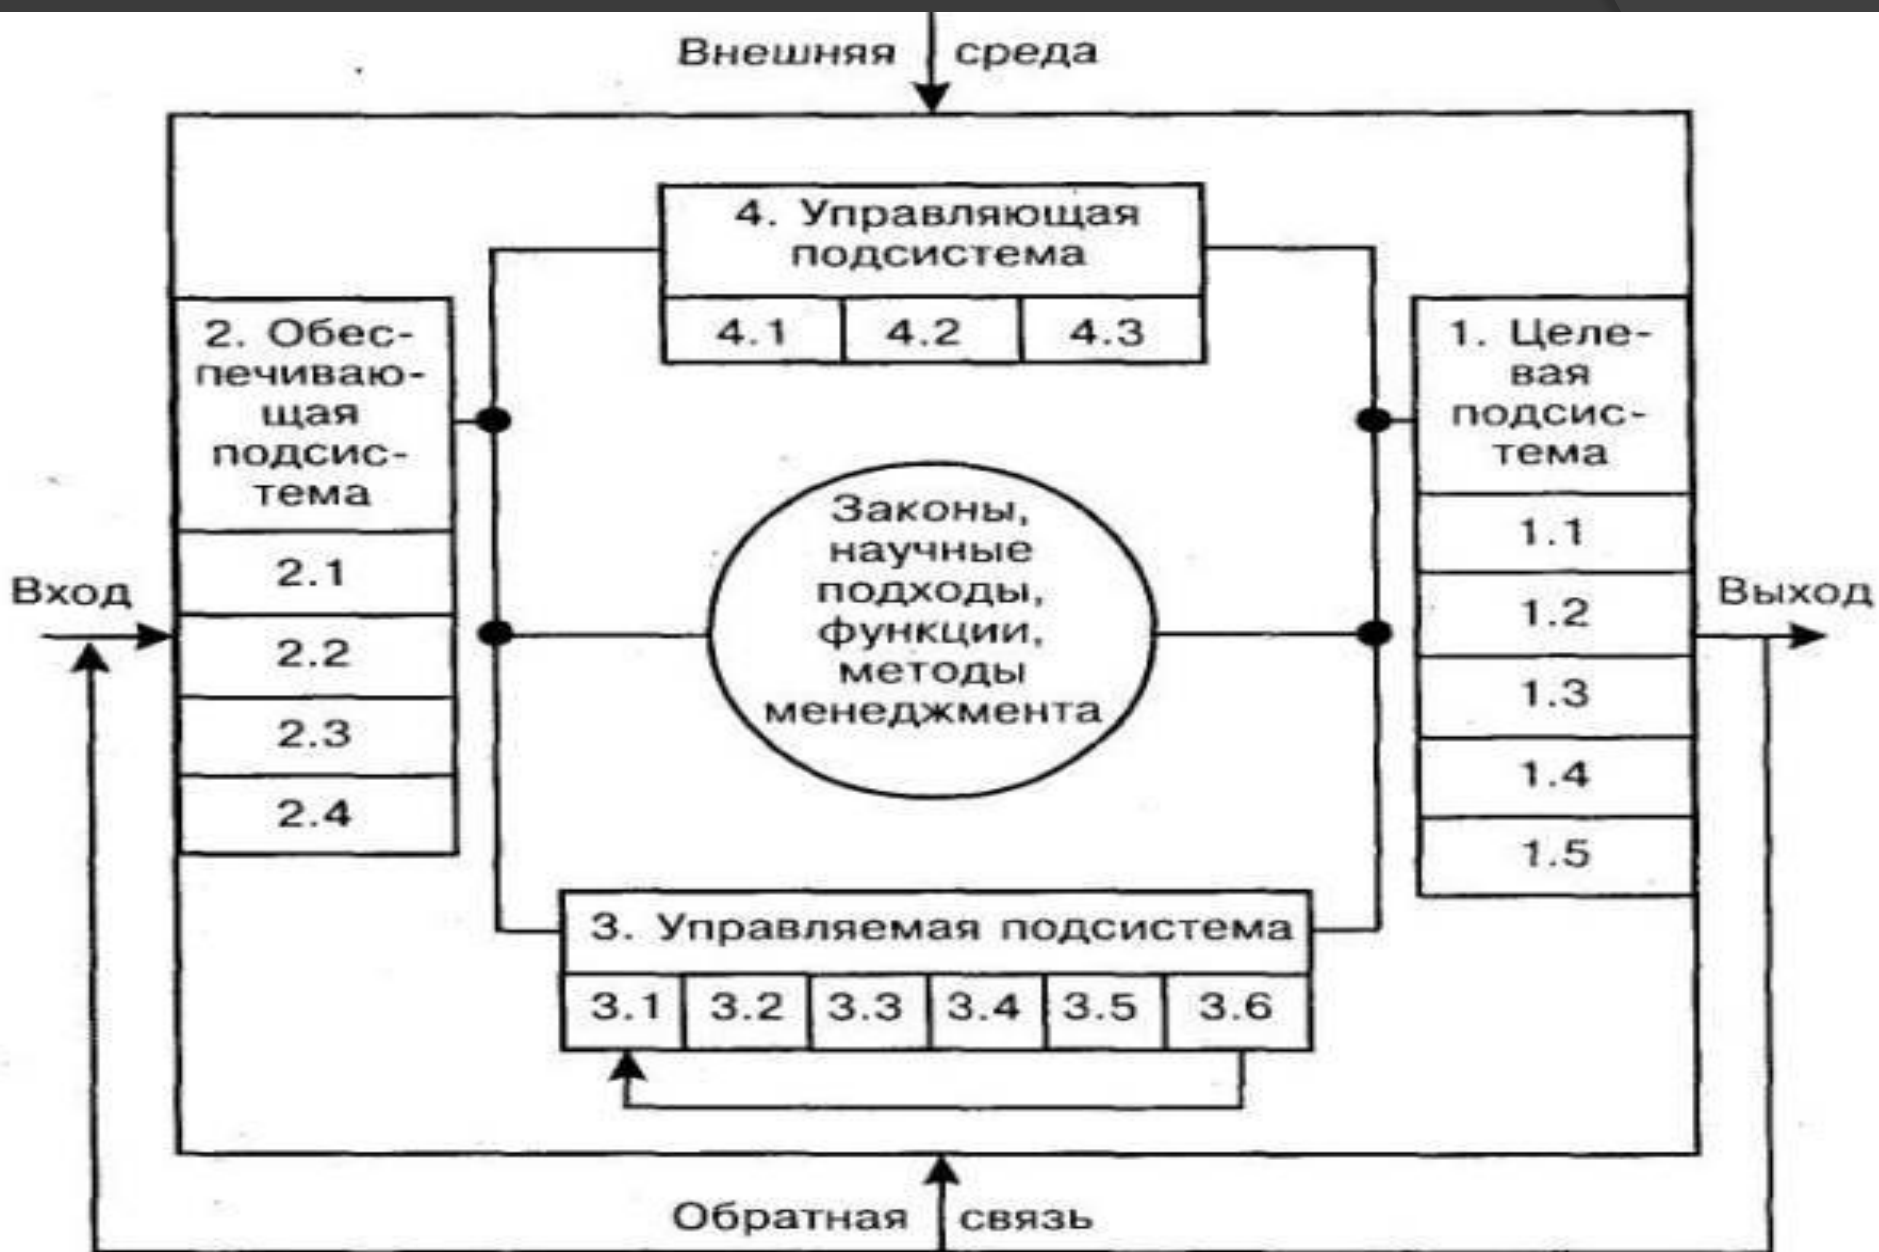 Внешняя среда
4. Управляющая
подсистема
4.1 4.2 4.3
2. Обес-
печиваю-
щая
подсис-
тема
2.1
2.2
2.3
2.4
1. Целе-
вая
подсис-
тема
1.1
1.2
1.3
1.4
1.5
Вход
Законы,
научные
подходы,
функции,
методы
менеджмента
Выход
3. Управляемая подсистема
3.1 3.2 3.3 3.4 3.5 3.6
Обратная связь